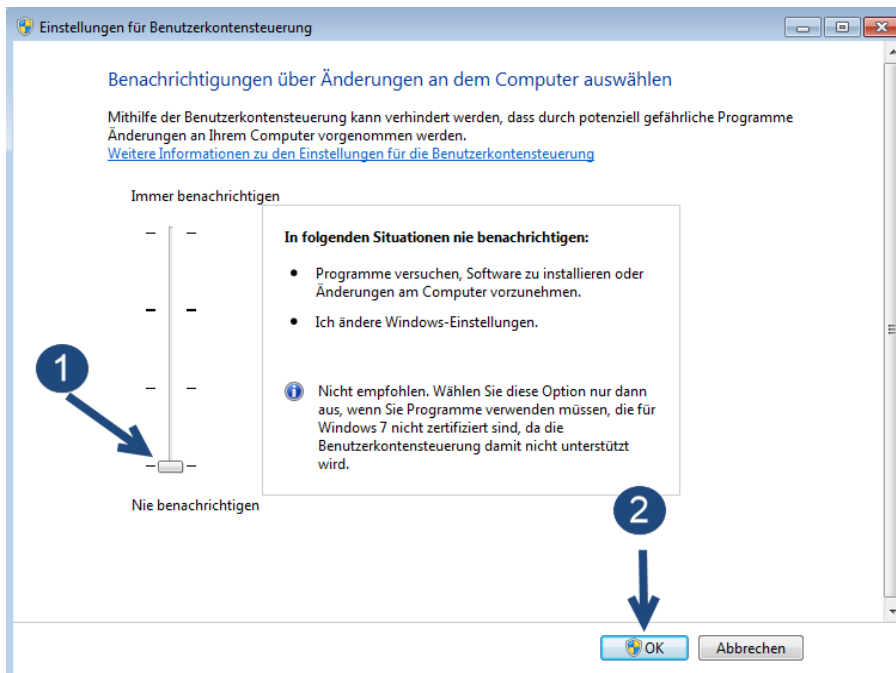 Einstellungen für Benutzerkontensteuerung
Benachrichtigungen über Änderungen an dem Computer auswählen
Mithilfe der Benutzerkontensteuerung kann verhindert werden, dass durch potenziell gefährliche Programme
Änderungen an Ihrem Computer vorgenommen werden.
Weitere Informationen zu den Einstellungen für die Benutzerkontensteuerung
Immer benachrichtigen
In folgenden Situationen nie benachrichtigen:
• Programme versuchen, Software zu installieren oder
Änderungen am Computer vorzunehmen.
• Ich ändere Windows-Einstellungen.
1
Nicht empfohlen. Wählen Sie diese Option nur dann
aus, wenn Sie Programme verwenden müssen, die für
Windows 7 nicht zertifiziert sind, da die
Benutzerkontensteuerung damit nicht unterstützt
wird.
Nie benachrichtigen
2
OK
Abbrechen